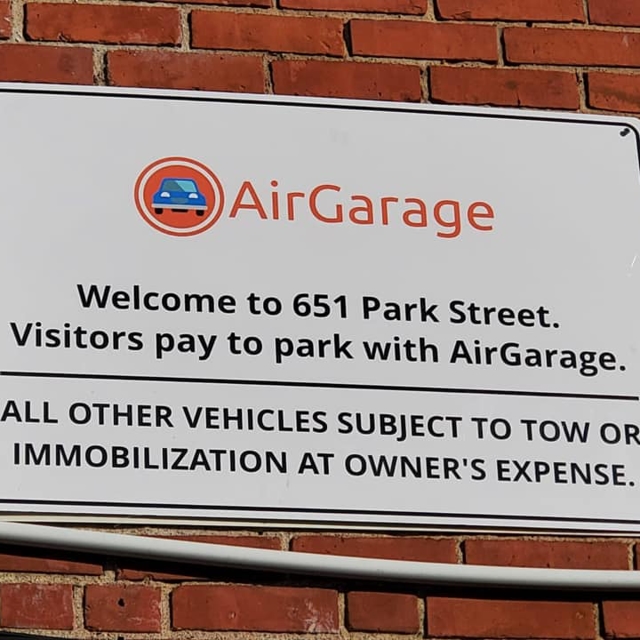 AirGarage
Welcome to 651 Park Street.
Visitors pay to park with AirGarage.
ALL OTHER VEHICLES SUBJECT TO TOW OR
IMMOBILIZATION AT OWNER'S EXPENSE.